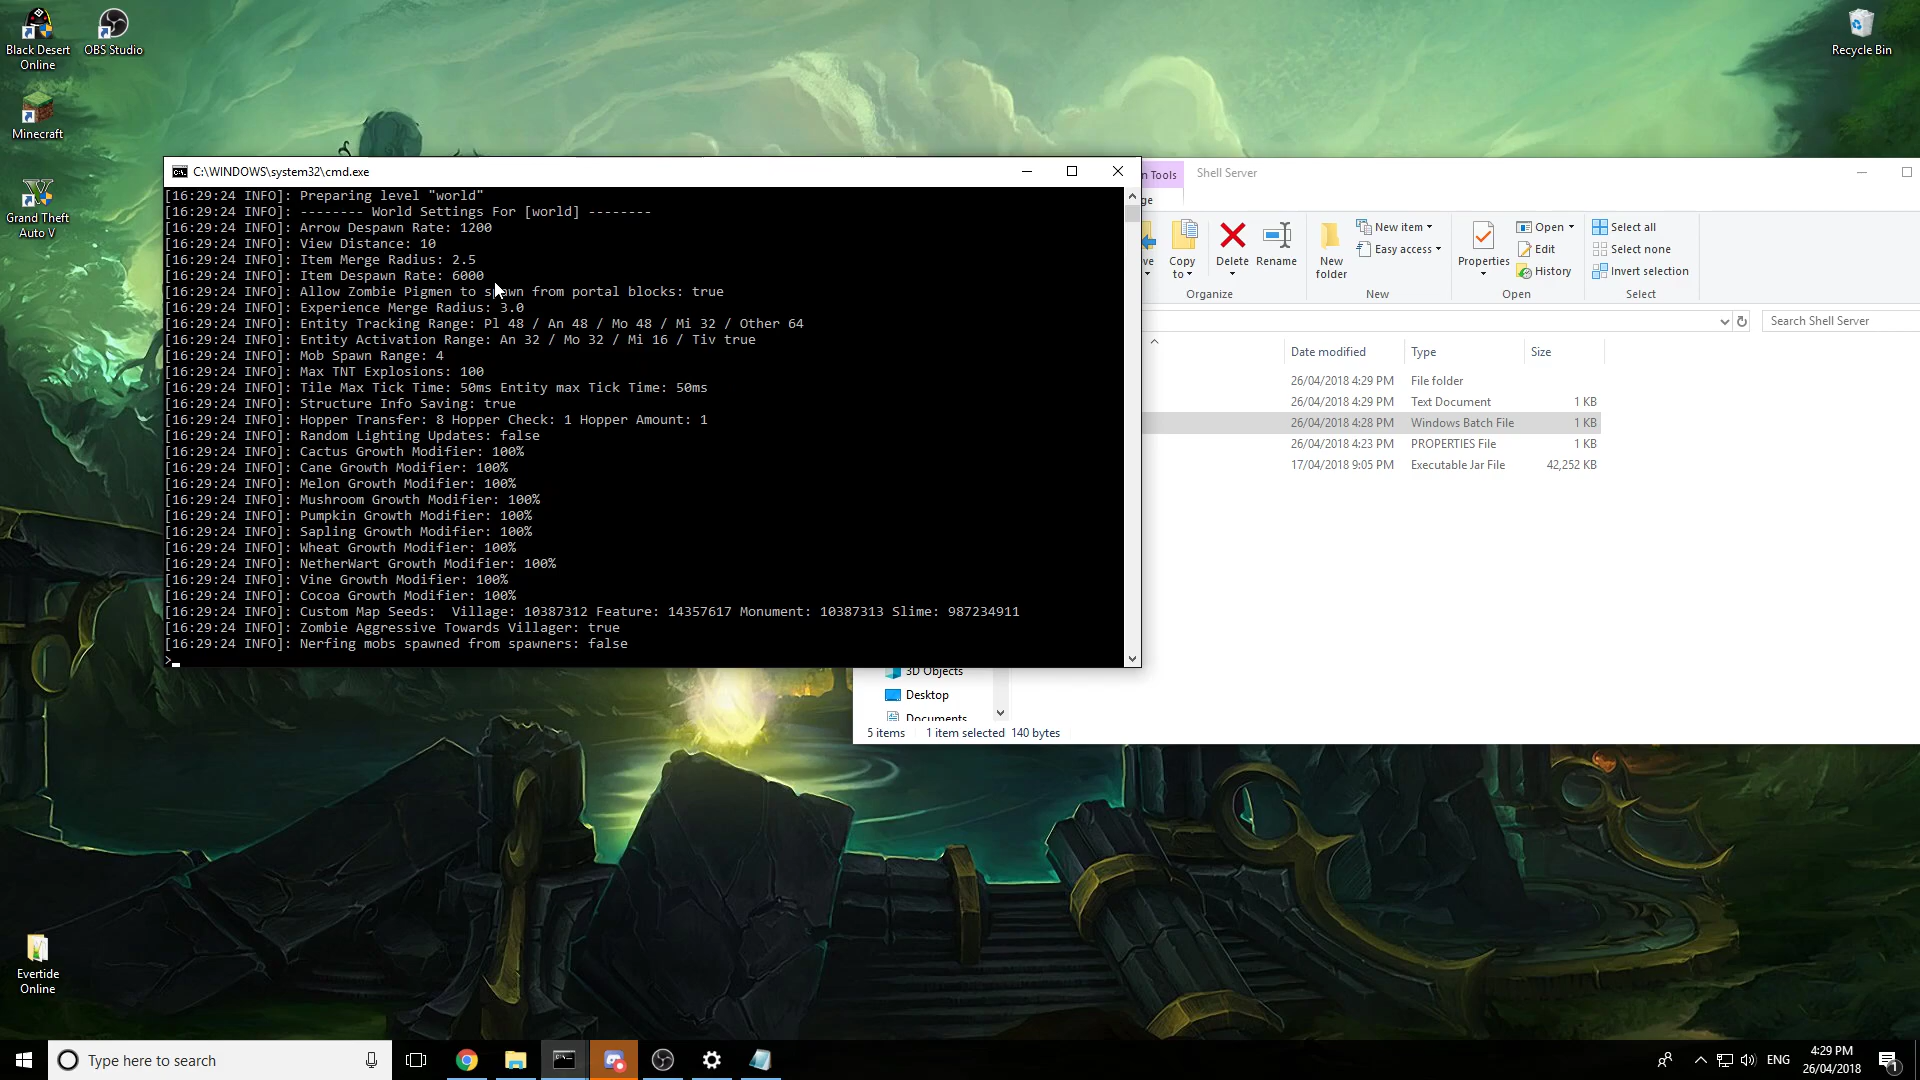 Black Desert
Online
OBS Studio
Recycle Bin
Minecraft
Grand Theft
Auto V
Evertide
Online
C:\WINDOWS\system32\cmd.exe
[16:29:24 INFO]: Preparing level "world"
[16:29:24 INFO]: -------- World Settings For [world] --------
[16:29:24 INFO]: Arrow Despawn Rate: 1200
[16:29:24 INFO]: View Distance: 10
[16:29:24 INFO]: Item Merge Radius: 2.5
[16:29:24 INFO]: Item Despawn Rate: 6000
[16:29:24 INFO]: Allow Zombie Pigmen to spawn from portal blocks: true
[16:29:24 INFO]: Experience Merge Radius: 3.0
[16:29:24 INFO]: Entity Tracking Range: Pl 48 / An 48 / Mo 48 / Mi 32 / Other 64
[16:29:24 INFO]: Entity Activation Range: An 32 / Mo 32 / Mi 16 / Tiv true
[16:29:24 INFO]: Mob Spawn Range: 4
[16:29:24 INFO]: Max TNT Explosions: 100
[16:29:24 INFO]: Tile Max Tick Time: 50ms Entity max Tick Time: 50ms
[16:29:24 INFO]: Structure Info Saving: true
[16:29:24 INFO]: Hopper Transfer: 8 Hopper Check: 1 Hopper Amount: 1
[16:29:24 INFO]: Random Lighting Updates: false
[16:29:24 INFO]: Cactus Growth Modifier: 100%
[16:29:24 INFO]: Cane Growth Modifier: 100%
[16:29:24 INFO]: Melon Growth Modifier: 100%
[16:29:24 INFO]: Mushroom Growth Modifier: 100%
[16:29:24 INFO]: Pumpkin Growth Modifier: 100%
[16:29:24 INFO]: Sapling Growth Modifier: 100%
[16:29:24 INFO]: Wheat Growth Modifier: 100%
[16:29:24 INFO]: NetherWart Growth Modifier: 100%
[16:29:24 INFO]: Vine Growth Modifier: 100%
[16:29:24 INFO]: Cocoa Growth Modifier: 100%
[16:29:24 INFO]: Custom Map Seeds:  Village: 10387312 Feature: 14357617 Monument: 10387313 Slime: 987234911
[16:29:24 INFO]: Zombie Aggressive Towards Villager: true
[16:29:24 INFO]: Nerfing mobs spawned from spawners: false
>
n Tools Shell Server
ge
ve
Copy
to
Delete
Rename
Organize
New
folder
New item
Easy access
New
Properties
Open
Edit
History
Open
Select all
Select none
Invert selection
Select
Search Shell Server
Date modified Type Size
26/04/2018 4:29 PM File folder
26/04/2018 4:29 PM Text Document 1 KB
26/04/2018 4:28 PM Windows Batch File 1 KB
26/04/2018 4:23 PM PROPERTIES File 1 KB
17/04/2018 9:05 PM Executable Jar File 42,252 KB
3D Objects
Desktop
Documents
5 items 1 item selected 140 bytes
Type here to search
ENG
4:29 PM
26/04/2018
1